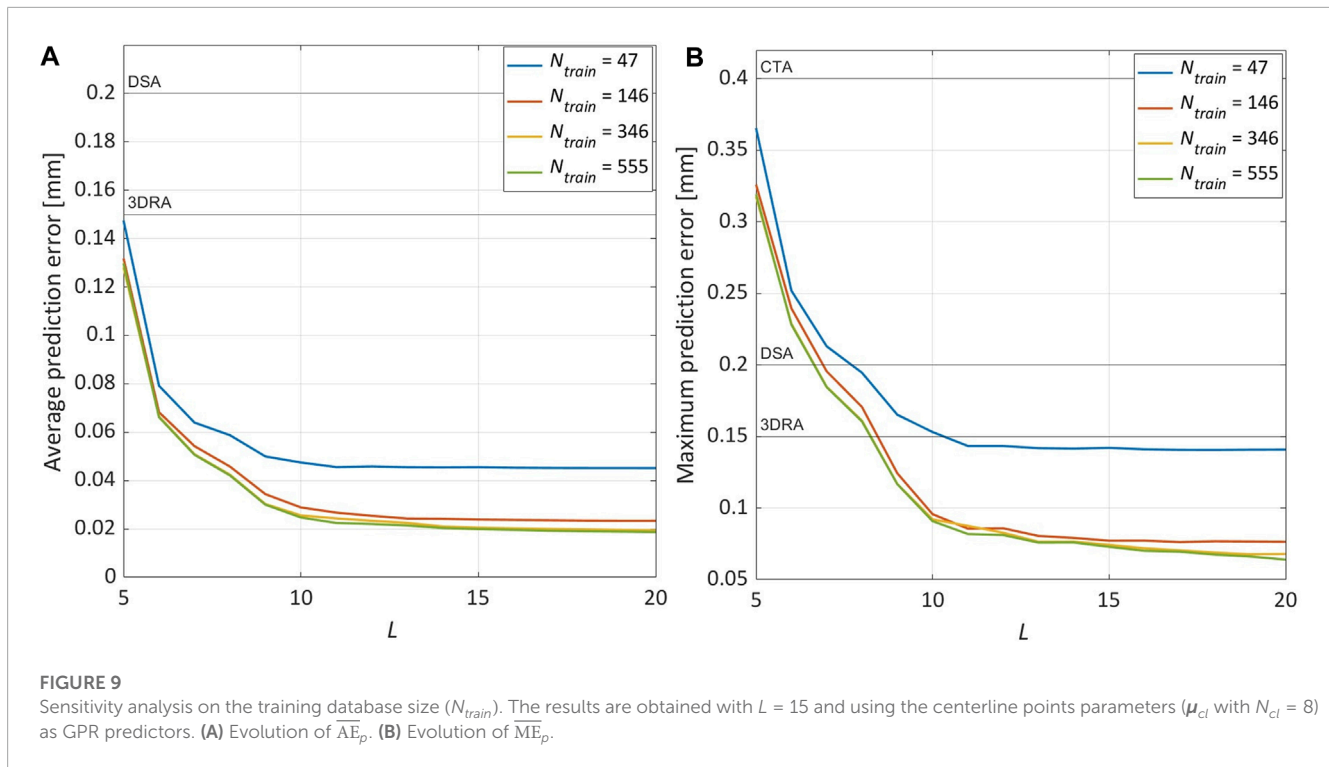 A
Average prediction error [mm]
0.2
0.18
0.16
0.14
0.12
0.1
0.08
0.06
0.04
0.02
0
DSA
3DRA
N_train = 47
N_train = 146
N_train = 346
N_train = 555
5
10
15
20
L
B
Maximum prediction error [mm]
0.4
0.35
0.3
0.25
0.2
0.15
0.1
0.05
CTA
DSA
3DRA
N_train = 47
N_train = 146
N_train = 346
N_train = 555
5
10
15
20
L
FIGURE 9
Sensitivity analysis on the training database size (N_train). The results are obtained with L = 15 and using the centerline points parameters (μ_cl with N_cl = 8)
as GPR predictors. (A) Evolution of A̅E̅_p. (B) Evolution of M̅E̅_p.